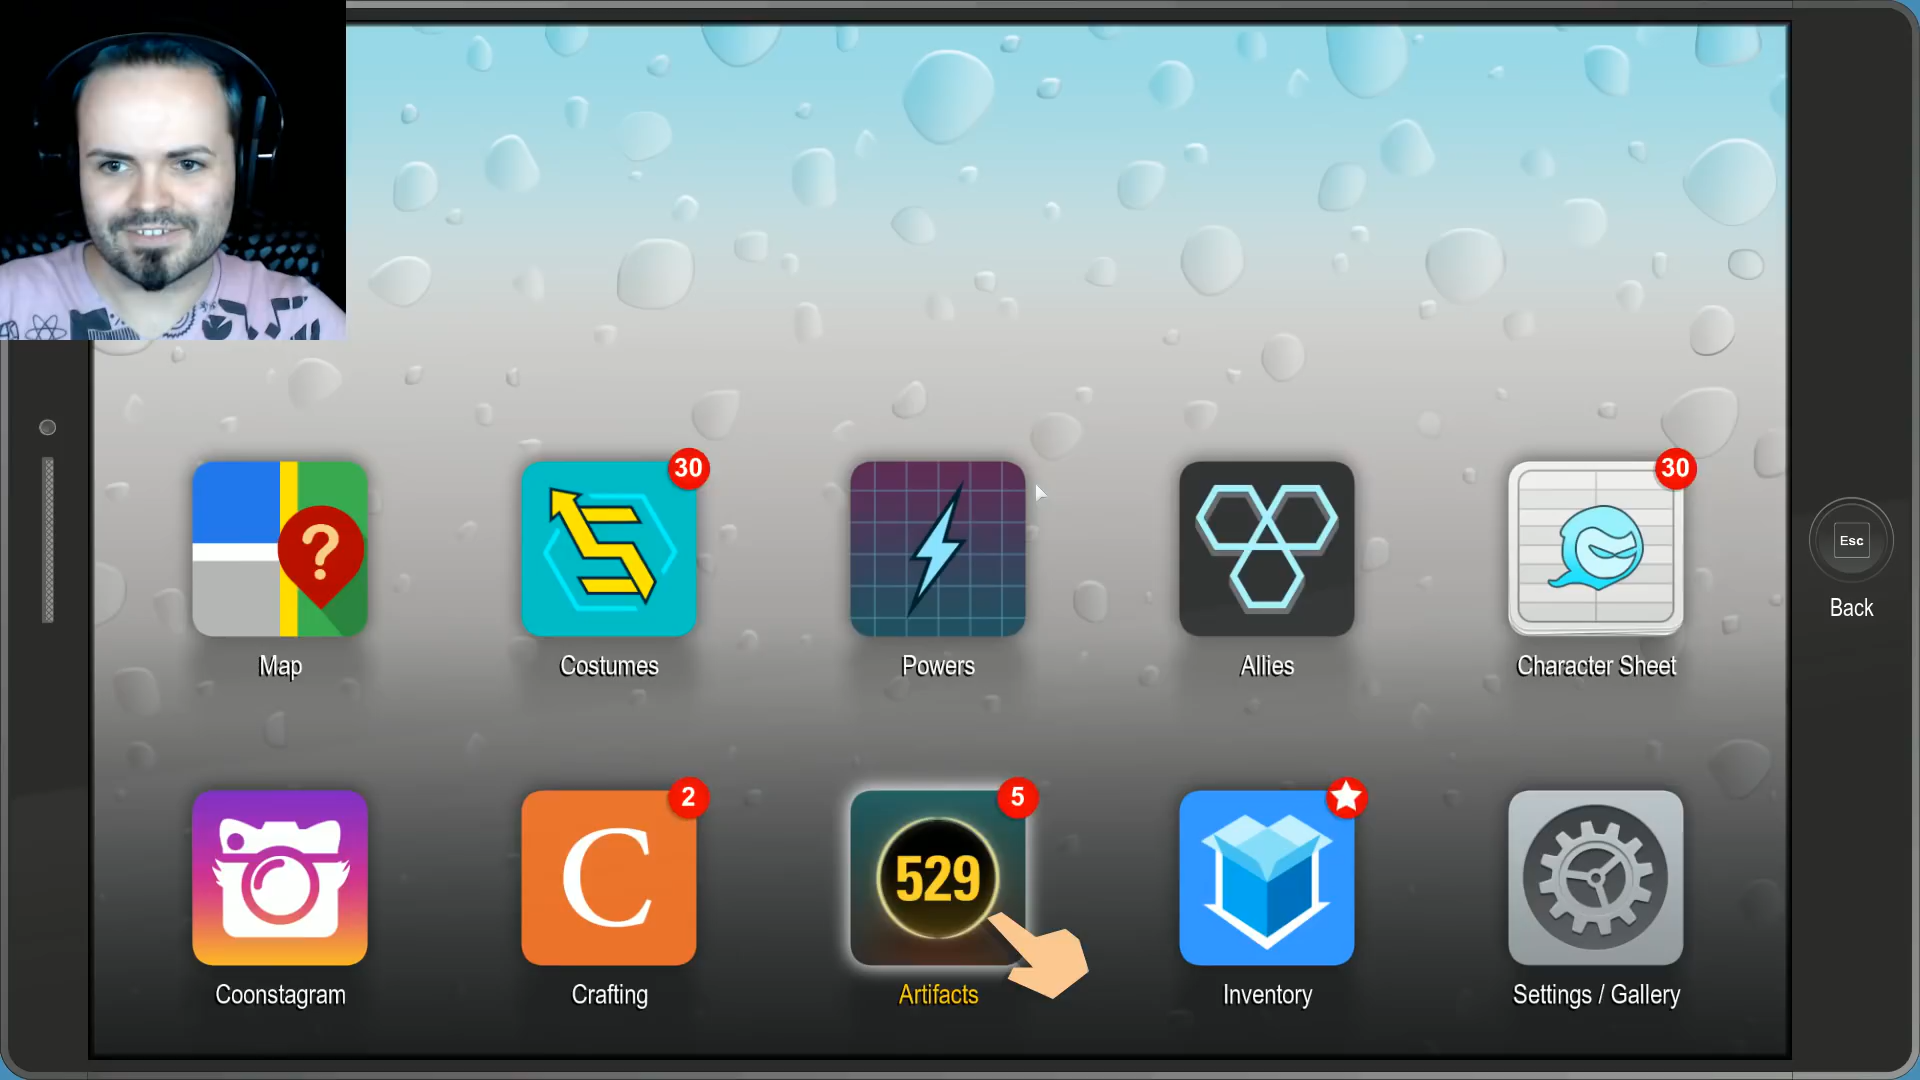 30
30
?
Esc
Back
Map
Costumes
Powers
Allies
Character Sheet
2
5
C
529
Coonstagram
Crafting
Artifacts
Inventory
Settings / Gallery